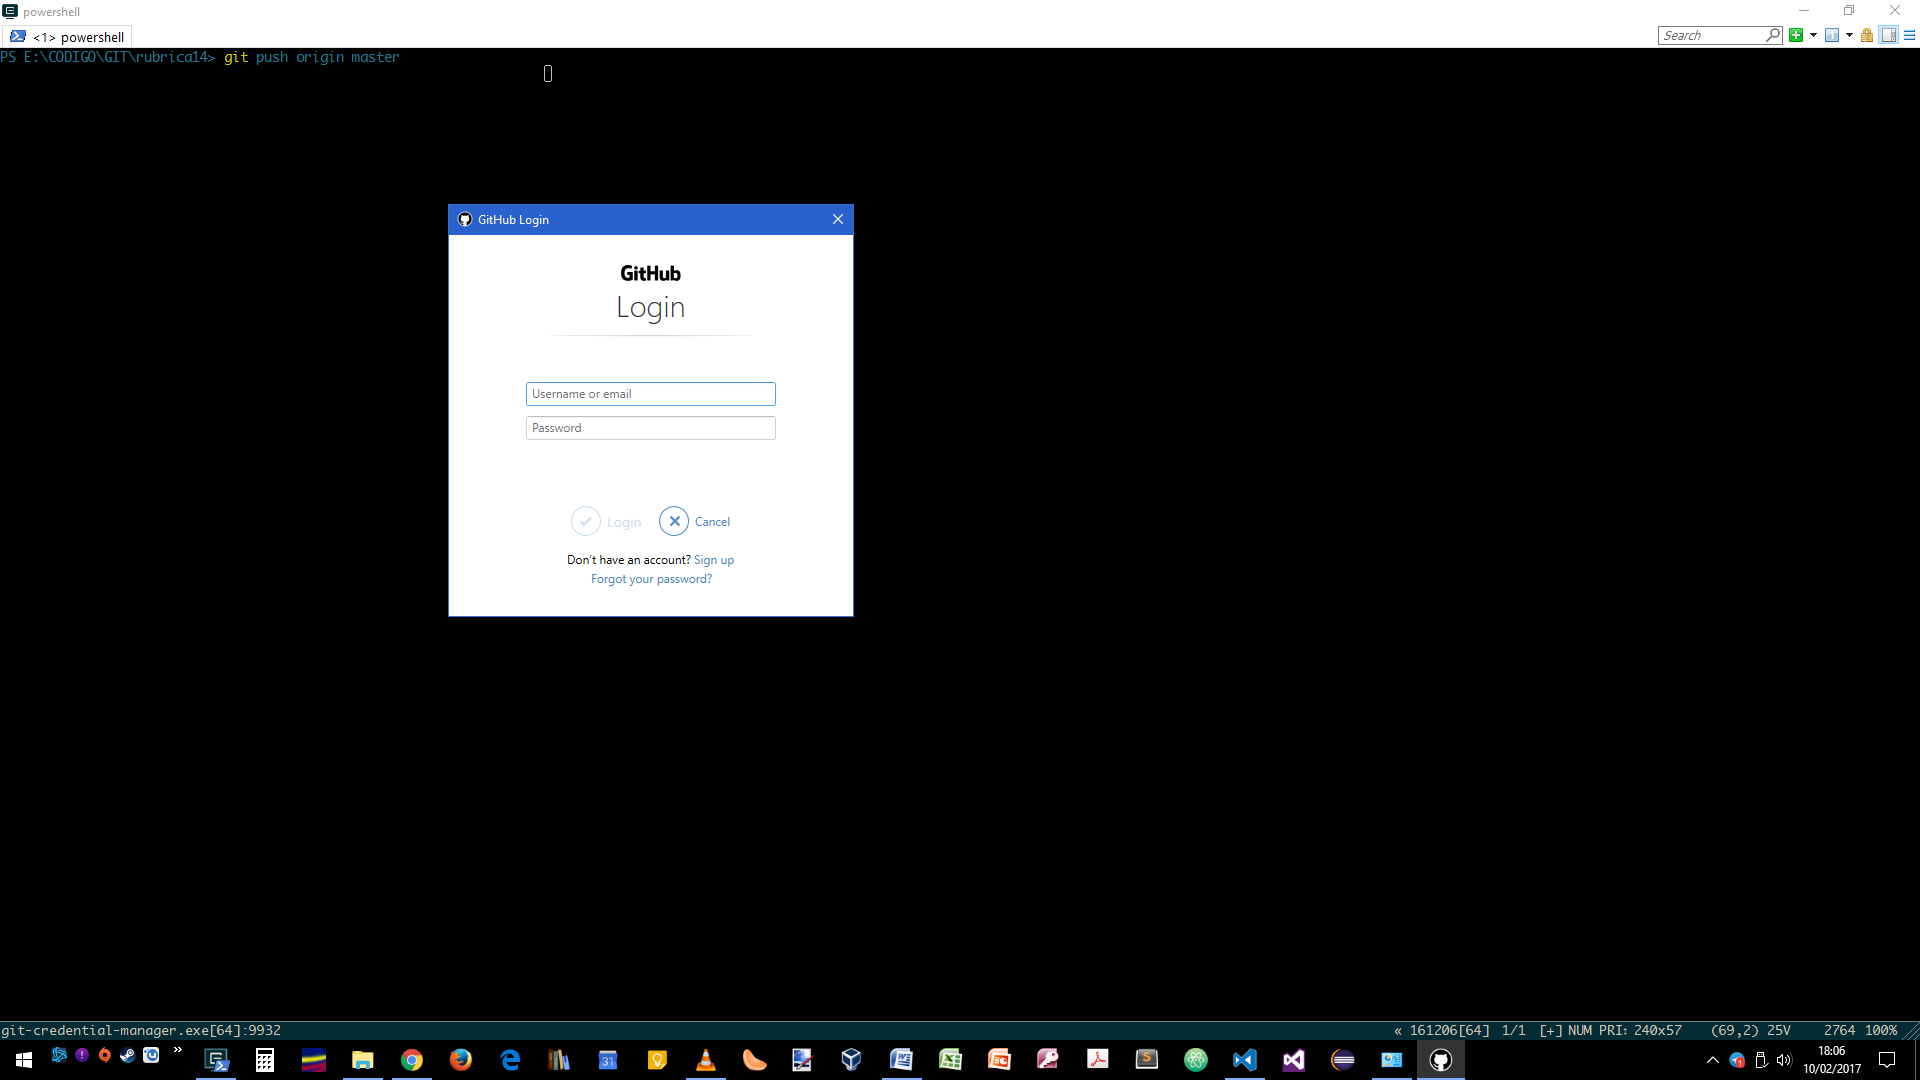 powershell
<1> powershell
Search
PS E:\CODIGO\GIT\rubrica14> git push origin master
GitHub Login
GitHub
Login
Username or email
Password
Login
Cancel
Don't have an account? Sign up
Forgot your password?
git-credential-manager.exe[64]:9932
« 161206[64] 1/1 [+] NUM PRI: 240x57 (69,2) 25V 2764 100%
18:06
10/02/2017